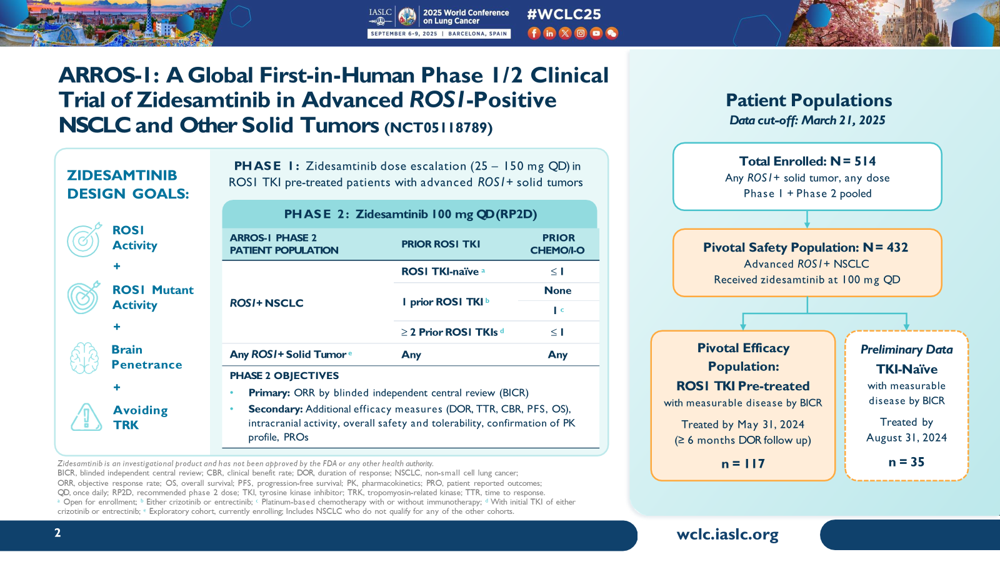 IASLC
2025 World Conference
on Lung Cancer
SEPTEMBER 6-9, 2025 | BARCELONA, SPAIN
#WCLC25
ARROS-1: A Global First-in-Human Phase 1/2 Clinical
Trial of Zidesamtinib in Advanced ROS1-Positive
NSCLC and Other Solid Tumors (NCT05118789)
ZIDESAMTINIB
DESIGN GOALS:
ROS1
Activity
+
ROS1 Mutant
Activity
+
Brain
Penetrance
+
Avoiding
TRK
PHASE 1: Zidesamtinib dose escalation (25 – 150 mg QD) in
ROS1 TKI pre-treated patients with advanced ROS1+ solid tumors
PHASE 2: Zidesamtinib 100 mg QD (RP2D)
ARROS-1 PHASE 2
PATIENT POPULATION
PRIOR ROS1 TKI
PRIOR
CHEMO/I-O
ROS1+ NSCLC
ROS1 TKI-naïve a
≤ 1
1 prior ROS1 TKI b
None
1 c
≥ 2 Prior ROS1 TKIs d
≤ 1
Any ROS1+ Solid Tumor e
Any
Any
PHASE 2 OBJECTIVES
• Primary: ORR by blinded independent central review (BICR)
• Secondary: Additional efficacy measures (DOR, TTR, CBR, PFS, OS),
intracranial activity, overall safety and tolerability, confirmation of PK
profile, PROs
Zidesamtinib is an investigational product and has not been approved by the FDA or any other health authority.
BICR, blinded independent central review; CBR, clinical benefit rate; DOR, duration of response; NSCLC, non-small cell lung cancer;
ORR, objective response rate; OS, overall survival; PFS, progression-free survival; PK, pharmacokinetics; PRO, patient reported outcomes;
QD, once daily; RP2D, recommended phase 2 dose; TKI, tyrosine kinase inhibitor; TRK, tropomyosin-related kinase; TTR, time to response.
a Open for enrollment; b Either crizotinib or entrectinib; c Platinum-based chemotherapy with or without immunotherapy; d With initial TKI of either
crizotinib or entrectinib; e Exploratory cohort, currently enrolling; Includes NSCLC who do not qualify for any of the other cohorts.
Patient Populations
Data cut-off: March 21, 2025
Total Enrolled: N = 514
Any ROS1+ solid tumor, any dose
Phase 1 + Phase 2 pooled
Pivotal Safety Population: N = 432
Advanced ROS1+ NSCLC
Received zidesamtinib at 100 mg QD
Pivotal Efficacy
Population:
ROS1 TKI Pre-treated
with measurable disease by BICR
Treated by May 31, 2024
(≥ 6 months DOR follow up)
n = 117
Preliminary Data
TKI-Naïve
with measurable
disease by BICR
Treated by
August 31, 2024
n = 35
2
wclc.iaslc.org